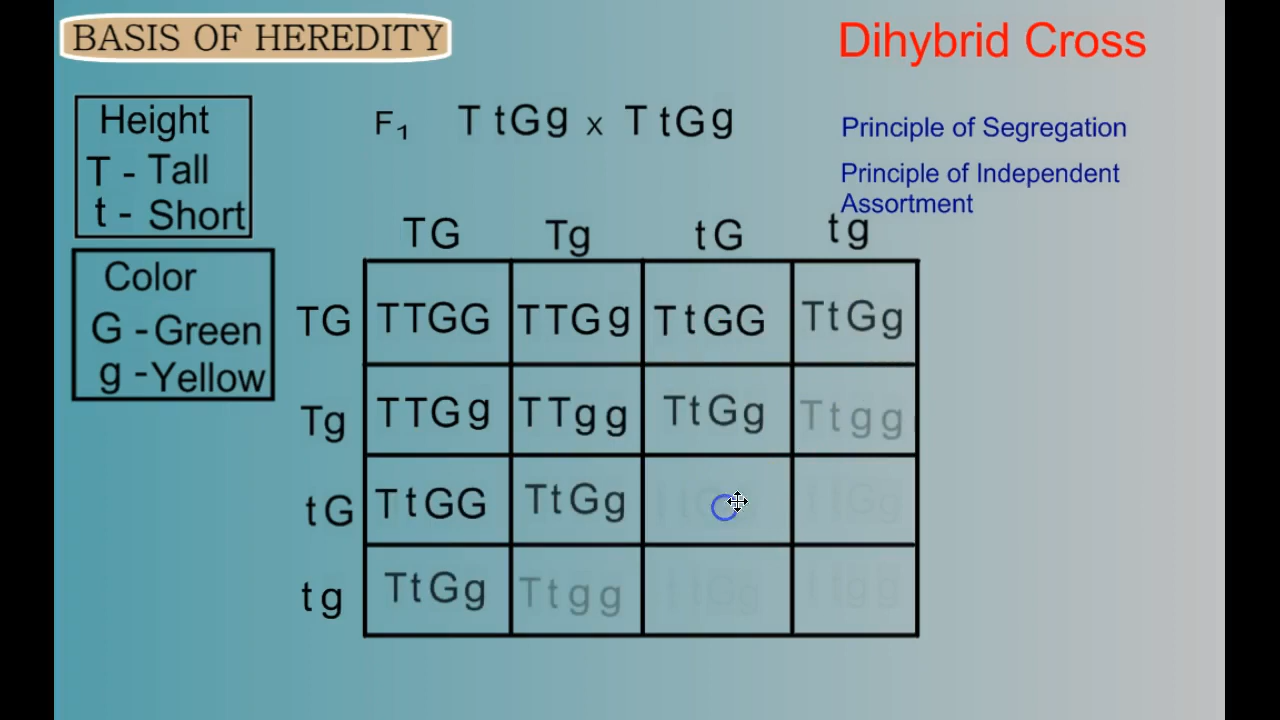 BASIS OF HEREDITY
Dihybrid Cross
Height
T - Tall
t - Short
Color
G - Green
g - Yellow
F₁ TtGg x TtGg
Principle of Segregation
Principle of Independent
Assortment
TG Tg tG tg
TG TTGG TTGg TtGG TtGg
Tg TTGg TTgg TtGg Ttgg
tG TtGG TtGg
tg TtGg Ttgg